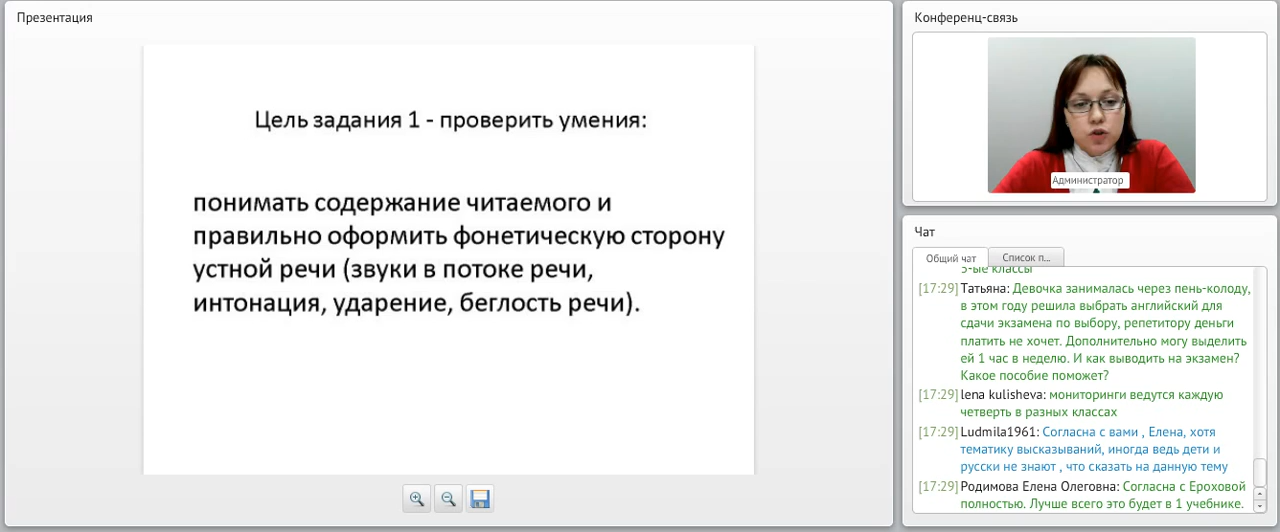 Презентация
Цель задания 1 - проверить умения:
понимать содержание читаемого и
правильно оформить фонетическую сторону
устной речи (звуки в потоке речи,
интонация, ударение, беглость речи).
Конференц-связь
Администратор
Чат
Общий чат
Список п...
5-ые классы
[17:29] Татьяна: Девочка занималась через пень-колоду,
в этом году решила выбрать английский для
сдачи экзамена по выбору, репетитору деньги
платить не хочет. Дополнительно могу выделить
ей 1 час в неделю. И как выводить на экзамен?
Какое пособие поможет?
[17:29] lena kulisheva: мониторинги ведутся каждую
четверть в разных классах
[17:29] Ludmila1961: Согласна с вами , Елена, хотя
тематику высказываний, иногда ведь дети и
русски не знают , что сказать на данную тему
[17:29] Родимова Елена Олеговна: Согласна с Ероховой
полностью. Лучше всего это будет в 1 учебнике.